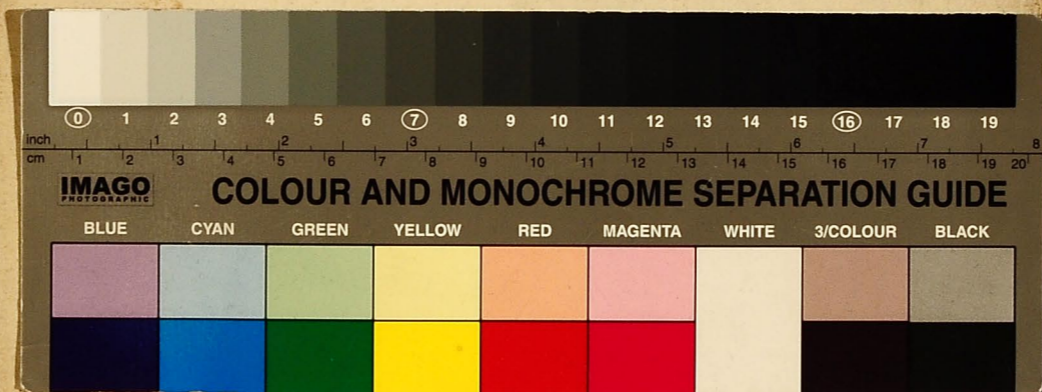 0 1 2 3 4 5 6 7 8 9 10 11 12 13 14 15 16 17 18 19
inch 1 2 3 4 5 6 7 8
cm 1 2 3 4 5 6 7 8 9 10 11 12 13 14 15 16 17 18 19 20
IMAGO
PHOTOGRAPHIC
COLOUR AND MONOCHROME SEPARATION GUIDE
BLUE CYAN GREEN YELLOW RED MAGENTA WHITE 3/COLOUR BLACK